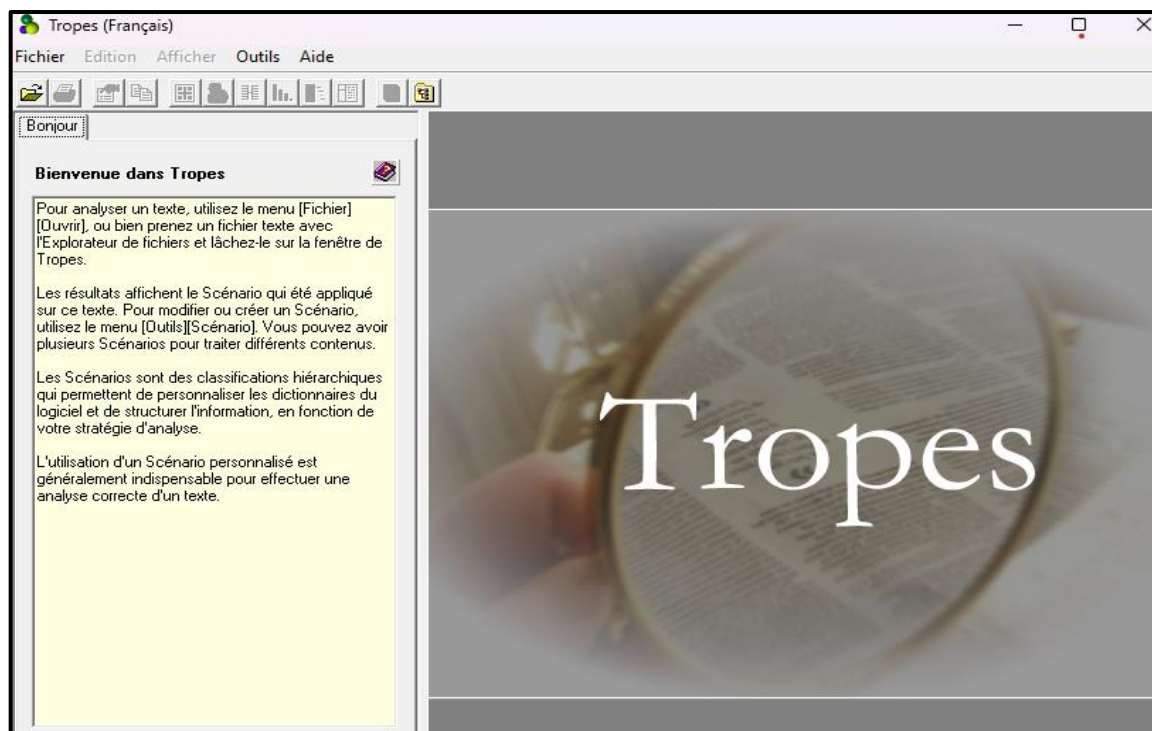 Tropes (Français)
Fichier Edition Afficher Outils Aide
Bonjour
Bienvenue dans Tropes
Pour analyser un texte, utilisez le menu [Fichier]
[Ouvrir], ou bien prenez un fichier texte avec
l'Explorateur de fichiers et lâchez-le sur la fenêtre de
Tropes.
Les résultats affichent le Scénario qui été appliqué
sur ce texte. Pour modifier ou créer un Scénario,
utilisez le menu [Outils][Scénario]. Vous pouvez avoir
plusieurs Scénarios pour traiter différents contenus.
Les Scénarios sont des classifications hiérarchiques
qui permettent de personnaliser les dictionnaires du
logiciel et de structurer l'information, en fonction de
votre stratégie d'analyse.
L'utilisation d'un Scénario personnalisé est
généralement indispensable pour effectuer une
analyse correcte d'un texte.
Tropes